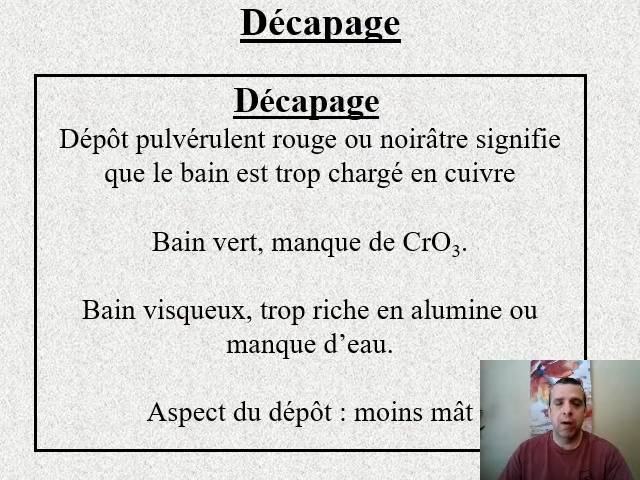 Décapage
Décapage
Dépôt pulvérulent rouge ou noirâtre signifie
que le bain est trop chargé en cuivre
Bain vert, manque de CrO₃.
Bain visqueux, trop riche en alumine ou
manque d’eau.
Aspect du dépôt : moins mât